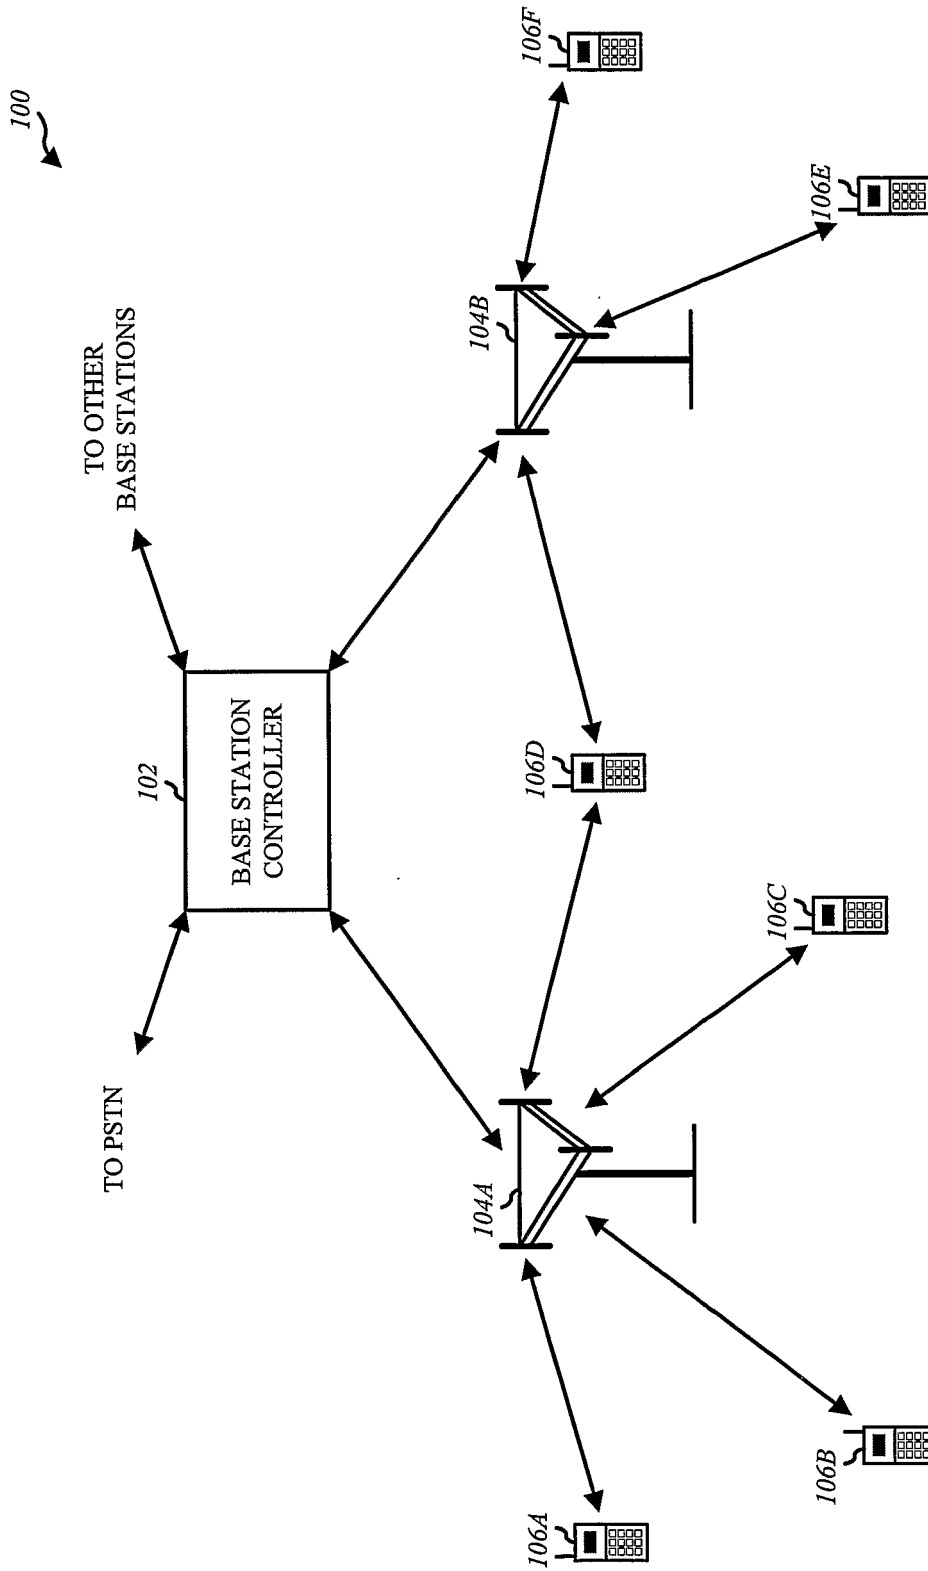 100
TO OTHER
BASE STATIONS
TO PSTN
102
BASE STATION
CONTROLLER
104A
104B
106A
106B
106C
106D
106E
106F